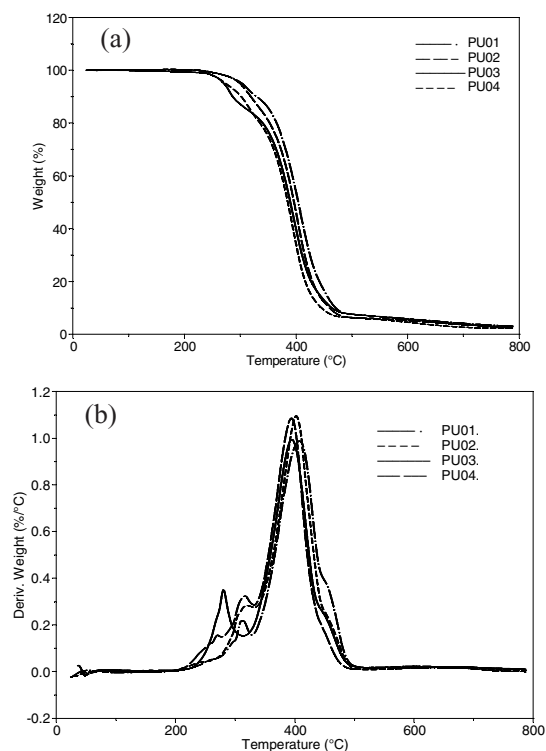 (a)
120
100
80
60
40
20
0
Weight (%)
PU01
PU02
PU03
PU04
0 200 400 600 800
Temperature (°C)
(b)
1.2
1.0
0.8
0.6
0.4
0.2
0.0
-0.2
Deriv. Weight (%/°C)
PU01.
PU02.
PU03.
PU04.
0 200 400 600 800
Temperature (°C)